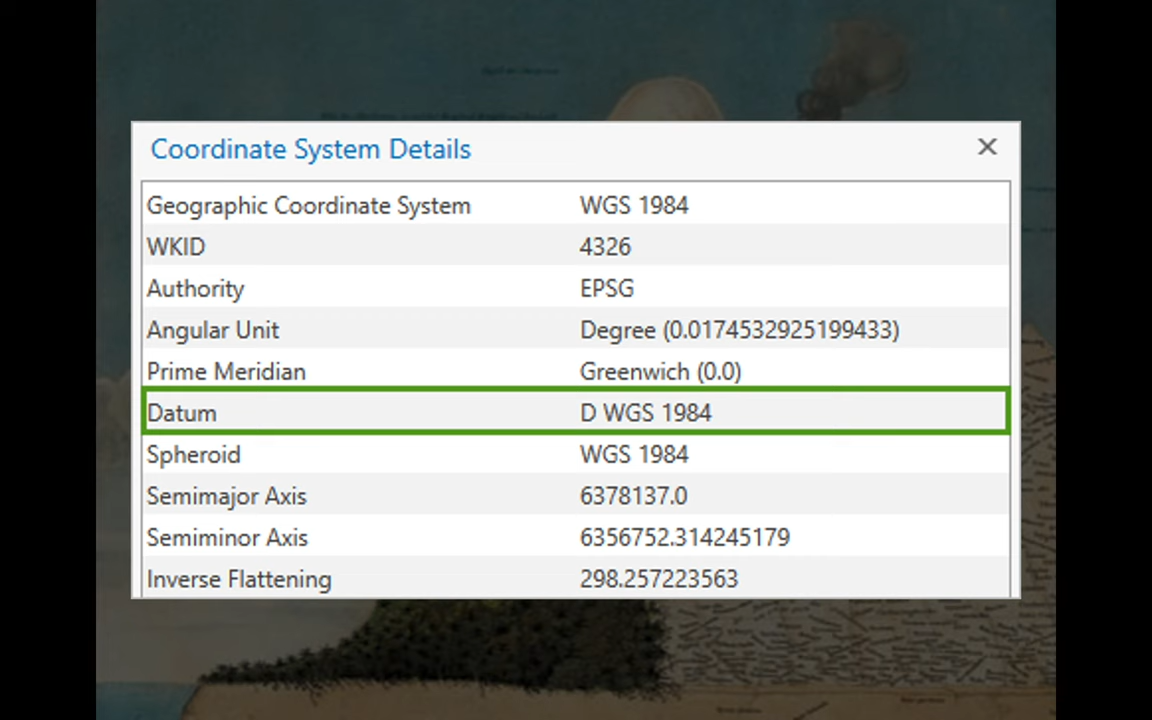 Coordinate System Details
Geographic Coordinate System WGS 1984
WKID 4326
Authority EPSG
Angular Unit Degree (0.0174532925199433)
Prime Meridian Greenwich (0.0)
Datum D WGS 1984
Spheroid WGS 1984
Semimajor Axis 6378137.0
Semiminor Axis 6356752.314245179
Inverse Flattening 298.257223563